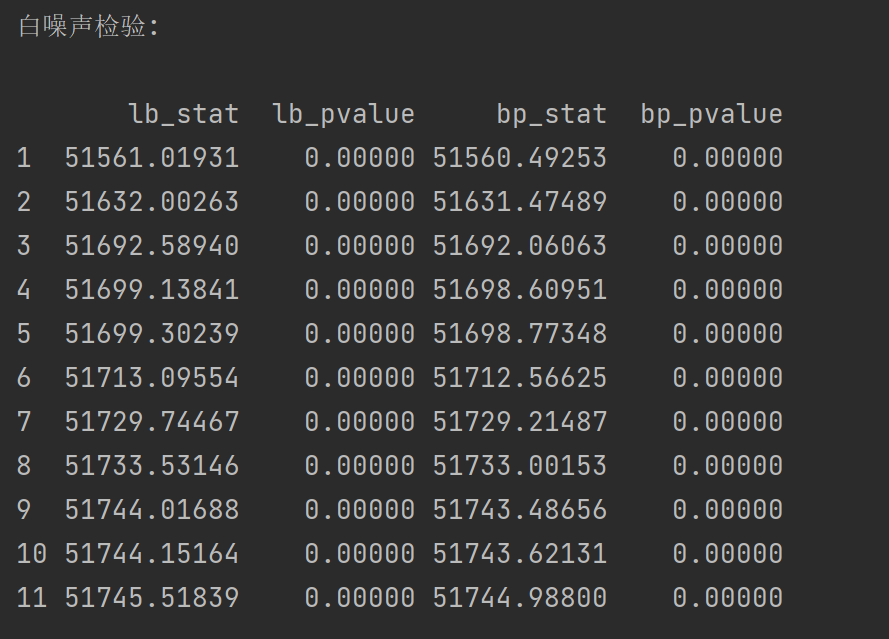 白噪声检验:
lb_stat lb_pvalue bp_stat bp_pvalue
1 51561.01931 0.00000 51560.49253 0.00000
2 51632.00263 0.00000 51631.47489 0.00000
3 51692.58940 0.00000 51692.06063 0.00000
4 51699.13841 0.00000 51698.60951 0.00000
5 51699.30239 0.00000 51698.77348 0.00000
6 51713.09554 0.00000 51712.56625 0.00000
7 51729.74467 0.00000 51729.21487 0.00000
8 51733.53146 0.00000 51733.00153 0.00000
9 51744.01688 0.00000 51743.48656 0.00000
10 51744.15164 0.00000 51743.62131 0.00000
11 51745.51839 0.00000 51744.98800 0.00000